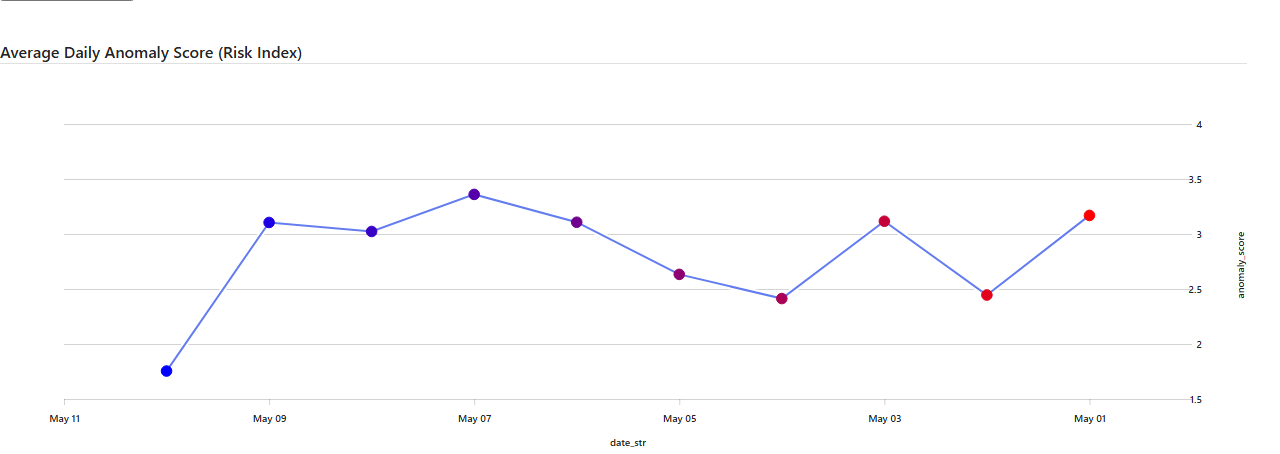 Average Daily Anomaly Score (Risk Index)
4
3.5
3
2.5
2
1.5
anomaly_score
May 11
May 09
May 07
May 05
May 03
May 01
date_str